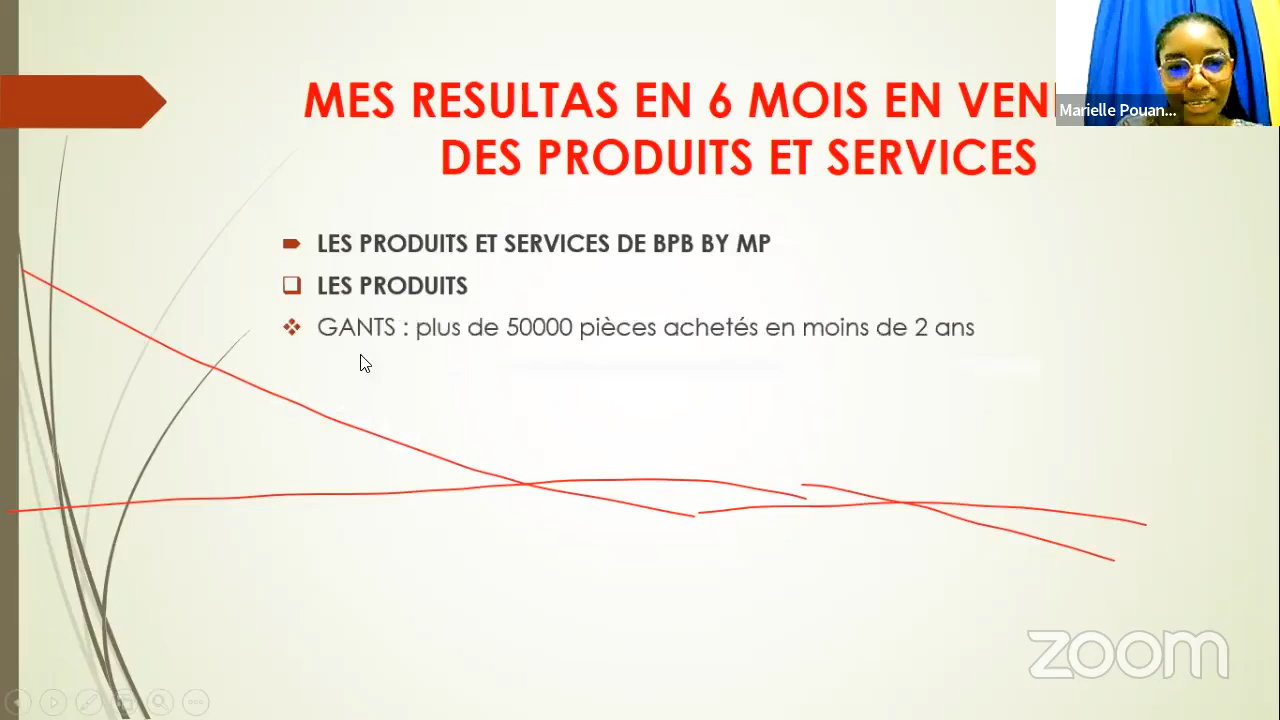 MES RESULTAS EN 6 MOIS EN VEN
DES PRODUITS ET SERVICES
Marielle Pouan...
LES PRODUITS ET SERVICES DE BPB BY MP
LES PRODUITS
GANTS : plus de 50000 pièces achetés en moins de 2 ans
zoom